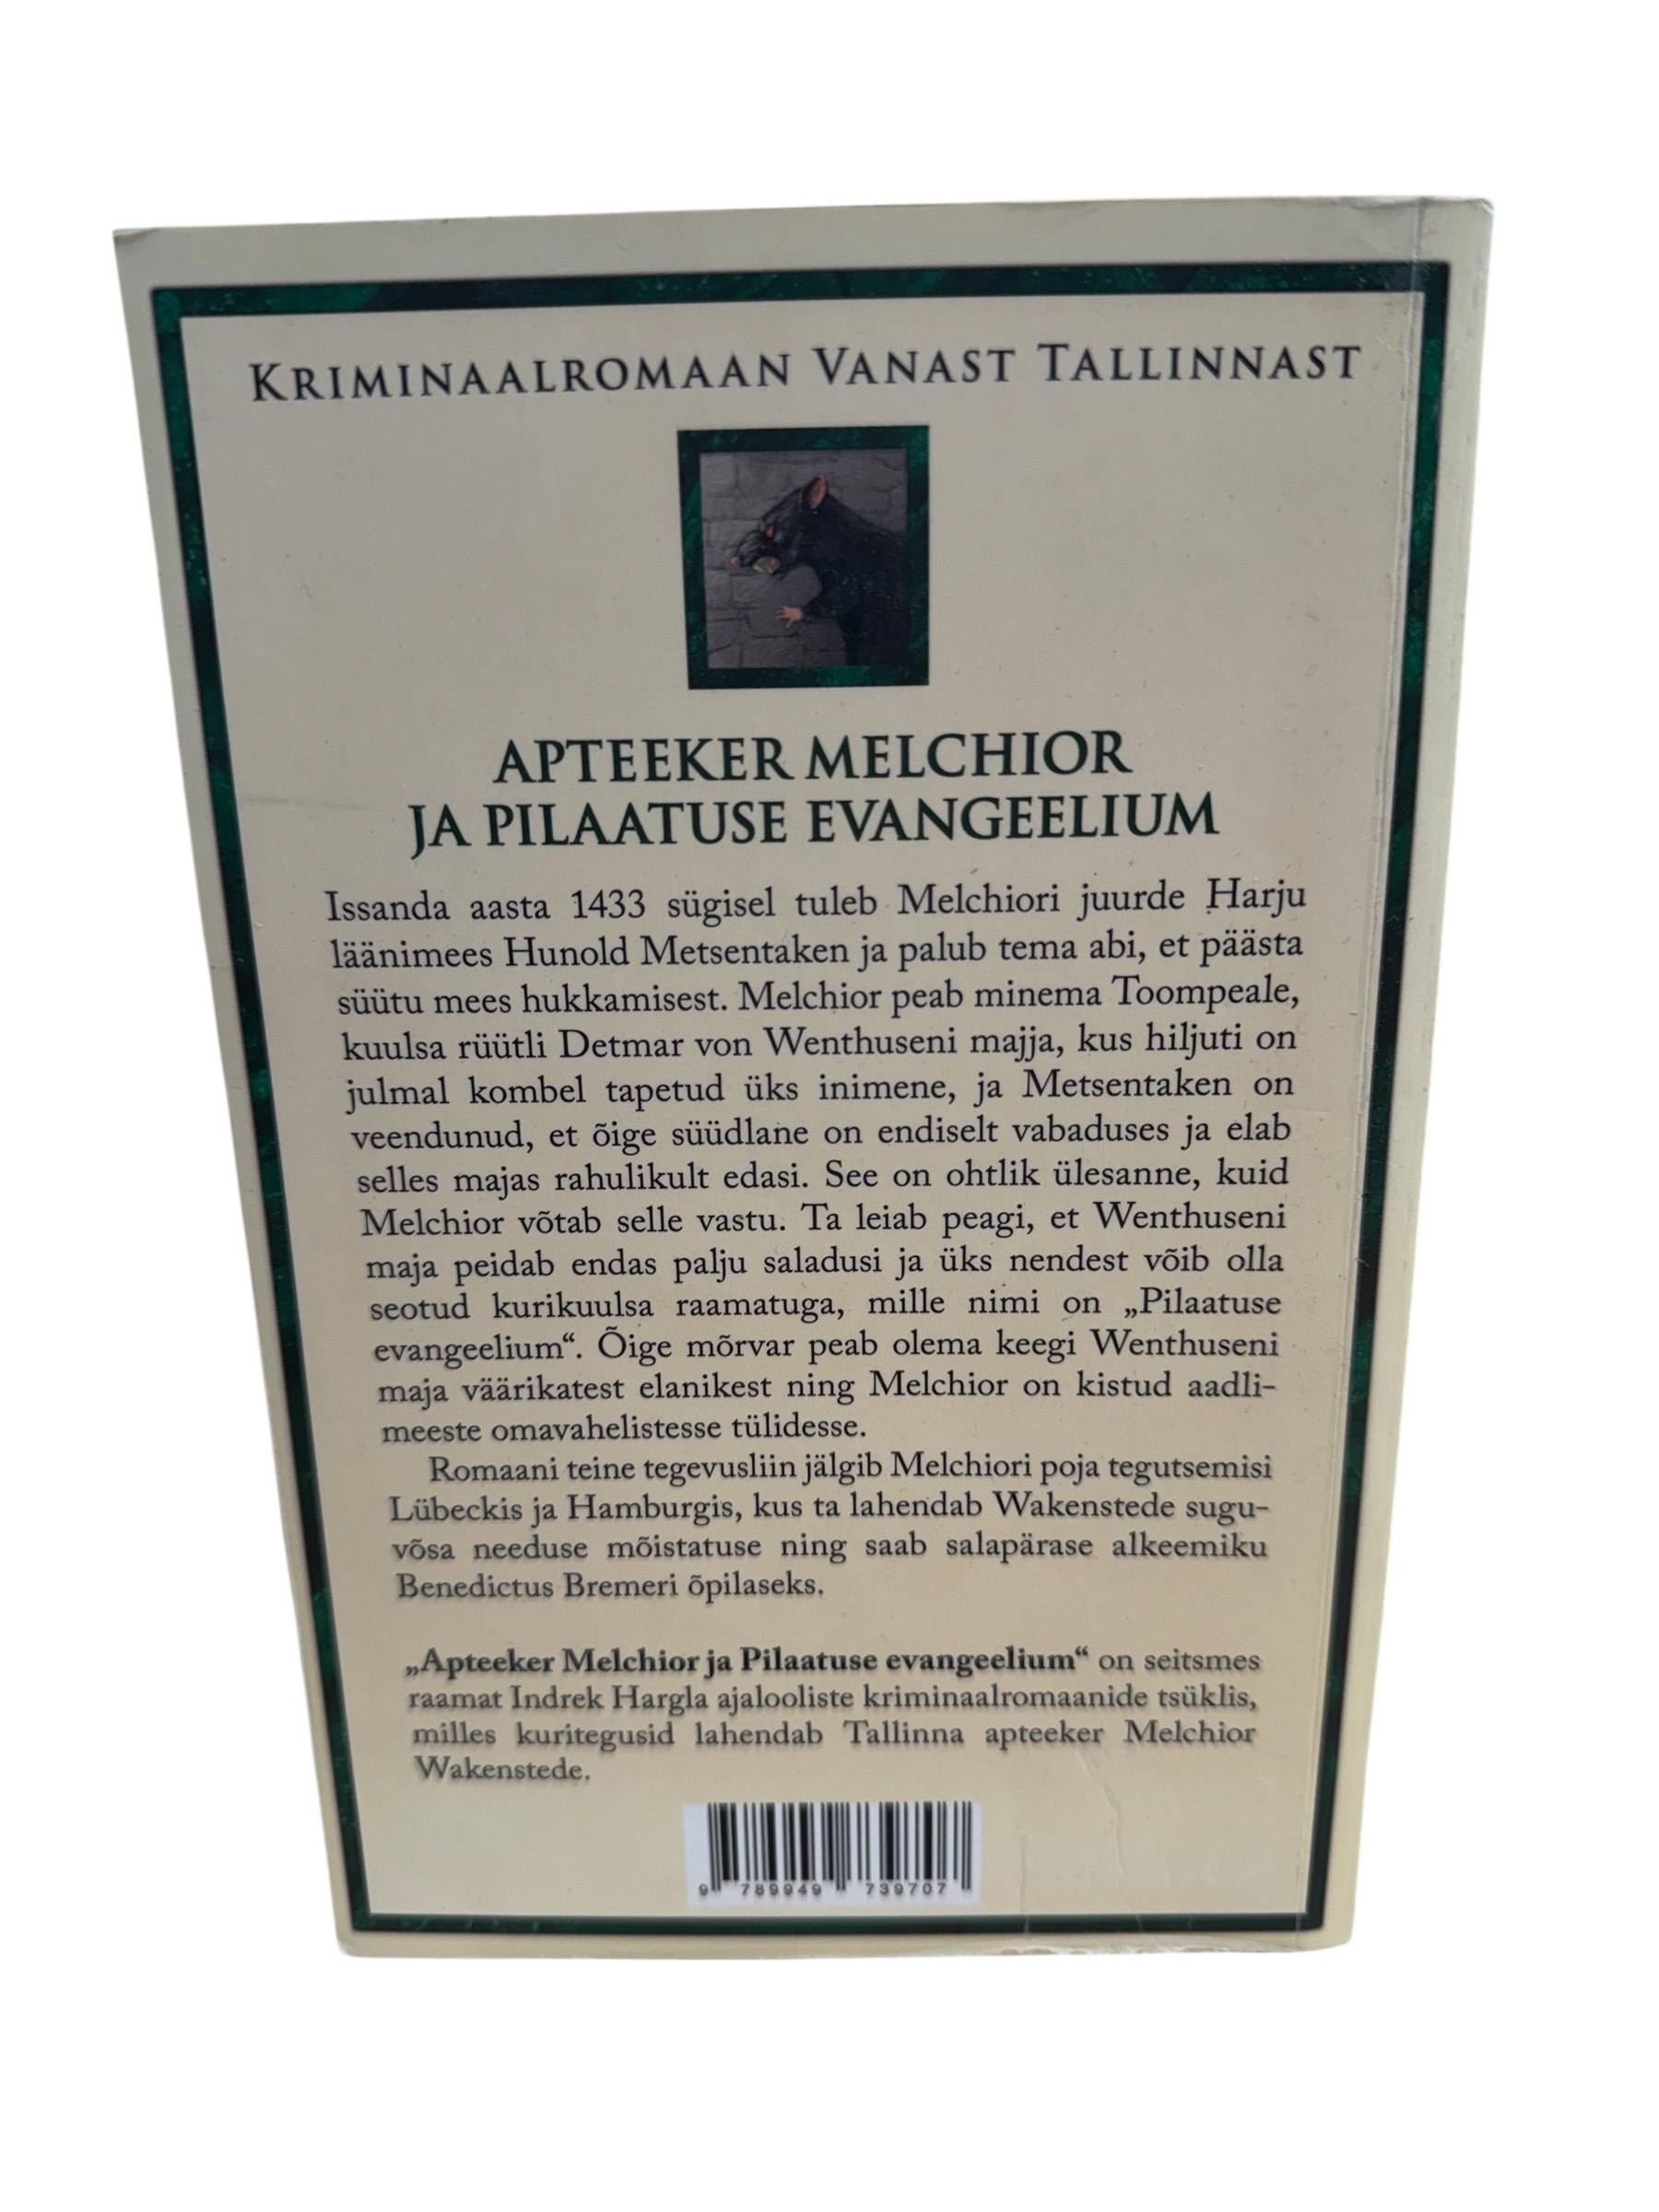 KRIMINAALROMAAN VANAST TALLINNAST
APTEEKER MELCHIOR
JA PILAATUSE EVANGEELIUM
Issanda aasta 1433 sügisel tuleb Melchiori juurde Harju
läänimees Hunold Metsentaken ja palub tema abi, et päästa
süütu mees hukkamisest. Melchior peab minema Toompeale,
kuulsa rüütli Detmar von Wenthuseni majja, kus hiljuti on
julmal kombel tapetud üks inimene, ja Metsentaken on
veendunud, et õige süüdlane on endiselt vabaduses ja elab
selles majas rahulikult edasi. See on ohtlik ülesanne, kuid
Melchior võtab selle vastu. Ta leiab peagi, et Wenthuseni
maja peidab endas palju saladusi ja üks nendest võib olla
seotud kurikuulsa raamatuga, mille nimi on „Pilaatuse
evangeelium“. Õige mõrvar peab olema keegi Wenthuseni
maja väärikatest elanikest ning Melchior on kistud aadli-
meeste omavahelistesse tülidesse.
Romaani teine tegevusliin jälgib Melchiori poja tegutsemisi
Lübeckis ja Hamburgis, kus ta lahendab Wakenstede sugu-
võsa needuse mõistatuse ning saab salapärase alkeemiku
Benedictus Bremeri õpilaseks.
„Apteeker Melchior ja Pilaatuse evangeelium“ on seitsmes
raamat Indrek Hargla ajalooliste kriminaalromaanide tsüklis,
milles kuritegusid lahendab Tallinna apteeker Melchior
Wakenstede.
9 789949 739707